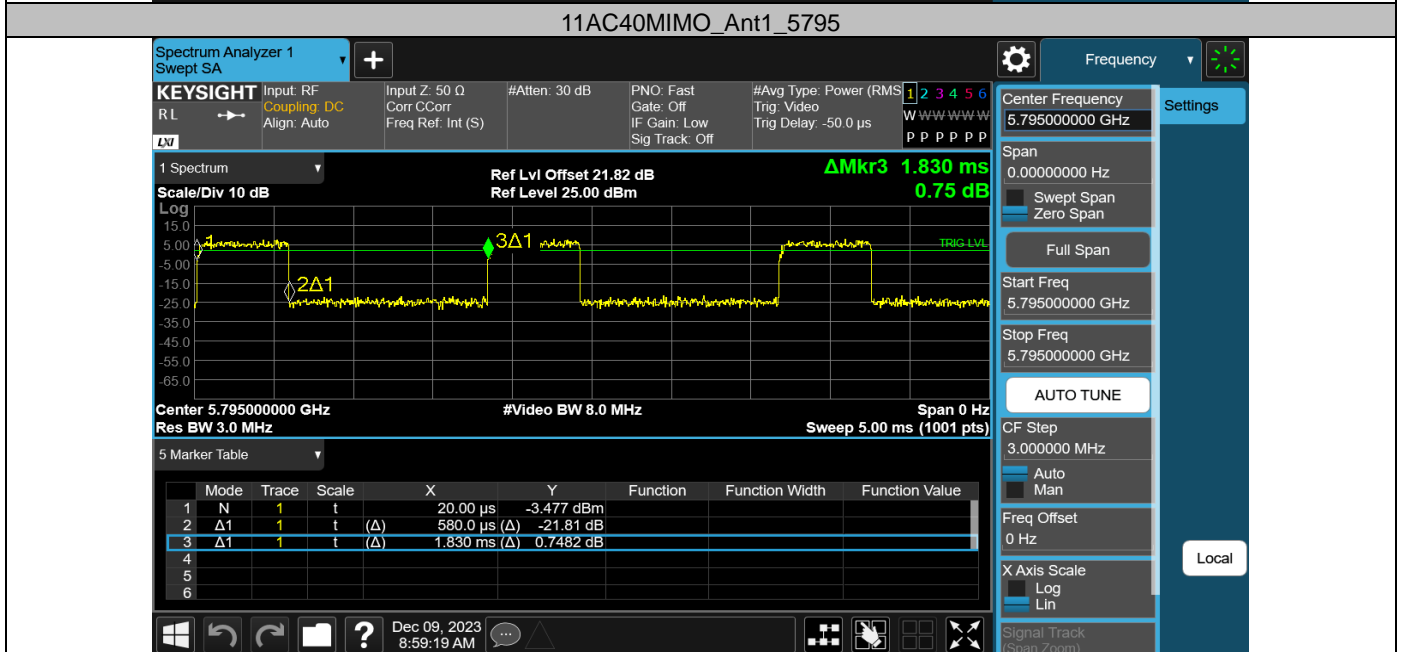 11AC40MIMO_Ant1_5795
Spectrum Analyzer 1
Swept SA
▼
+
Frequency ▼
KEYSIGHT
RL
LXI
Input: RF
Coupling: DC
Align: Auto
Input Z: 50 Ω
Corr CCorr
Freq Ref: Int (S)
#Atten: 30 dB
PNO: Fast
Gate: Off
IF Gain: Low
Sig Track: Off
#Avg Type: Power (RMS
Trig: Video
Trig Delay: -50.0 µs
1 2 3 4 5 6
W W W W W W
P P P P P P
1 Spectrum ▼
Scale/Div 10 dB
Ref Lvl Offset 21.82 dB
Ref Level 25.00 dBm
ΔMkr3 1.830 ms
0.75 dB
Log
15.0
5.00
-5.00
-15.0
-25.0
-35.0
-45.0
-55.0
-65.0
1
2Δ1
3Δ1
TRIG LVL
Center 5.795000000 GHz
#Video BW 8.0 MHz
Span 0 Hz
Res BW 3.0 MHz
Sweep 5.00 ms (1001 pts)
5 Marker Table ▼
Mode Trace Scale X Y Function Function Width Function Value
1 N 1 t 20.00 µs -3.477 dBm
2 Δ1 1 t (Δ) 580.0 µs (Δ) -21.81 dB
3 Δ1 1 t (Δ) 1.830 ms (Δ) 0.7482 dB
4
5
6
?
Dec 09, 2023
8:59:19 AM
Center Frequency
5.795000000 GHz
Settings
Span
0.00000000 Hz
Swept Span
Zero Span
Full Span
Start Freq
5.795000000 GHz
Stop Freq
5.795000000 GHz
AUTO TUNE
CF Step
3.000000 MHz
Auto
Man
Freq Offset
0 Hz
X Axis Scale
Log
Lin
Local
Signal Track
(Span Zoom)